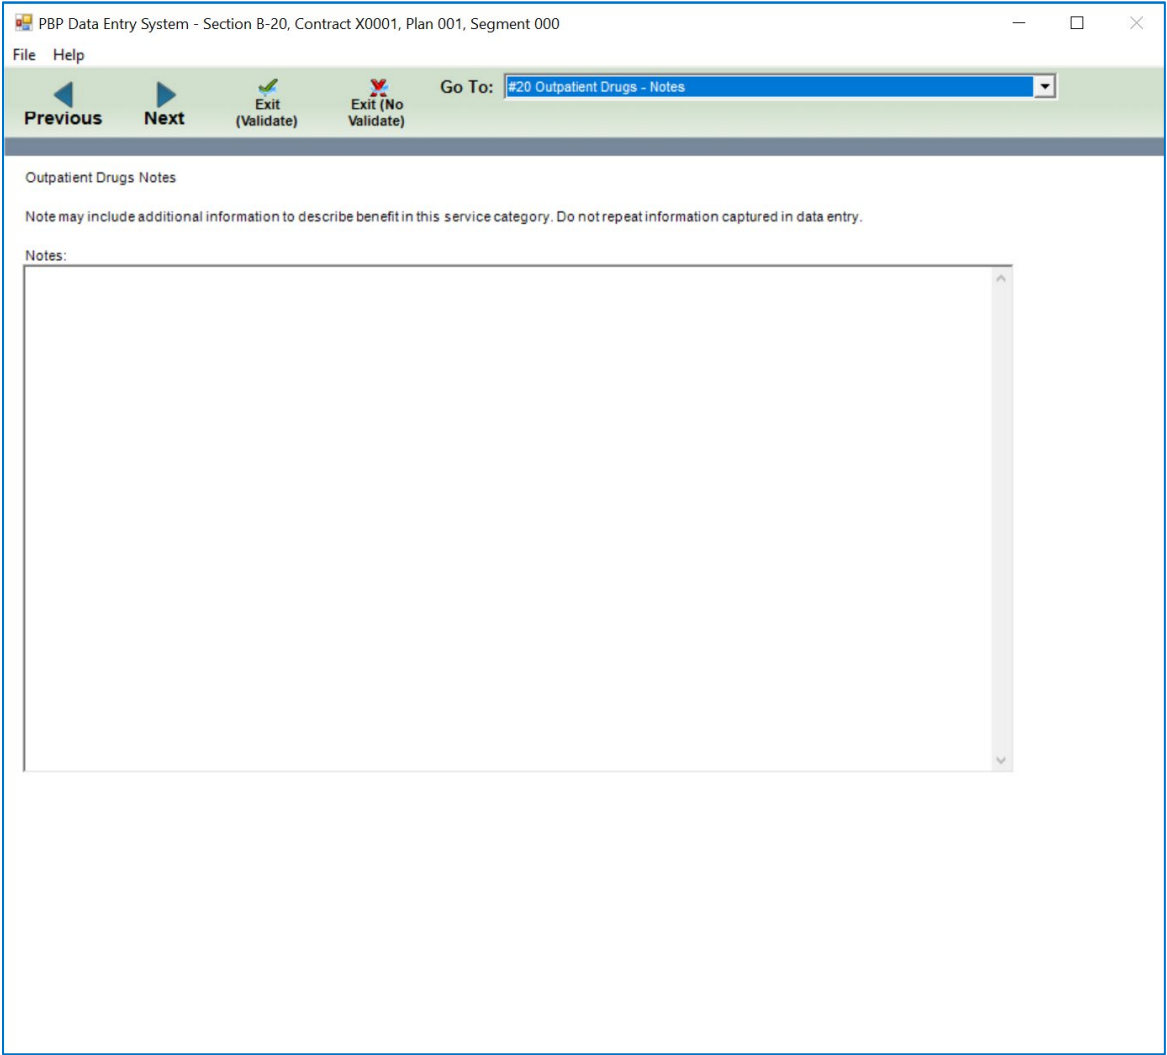 PBP Data Entry System - Section B-20, Contract X0001, Plan 001, Segment 000
File Help
Previous
Next
Exit
(Validate)
Exit (No
Validate)
Go To: #20 Outpatient Drugs - Notes
Outpatient Drugs Notes
Note may include additional information to describe benefit in this service category. Do not repeat information captured in data entry.
Notes: